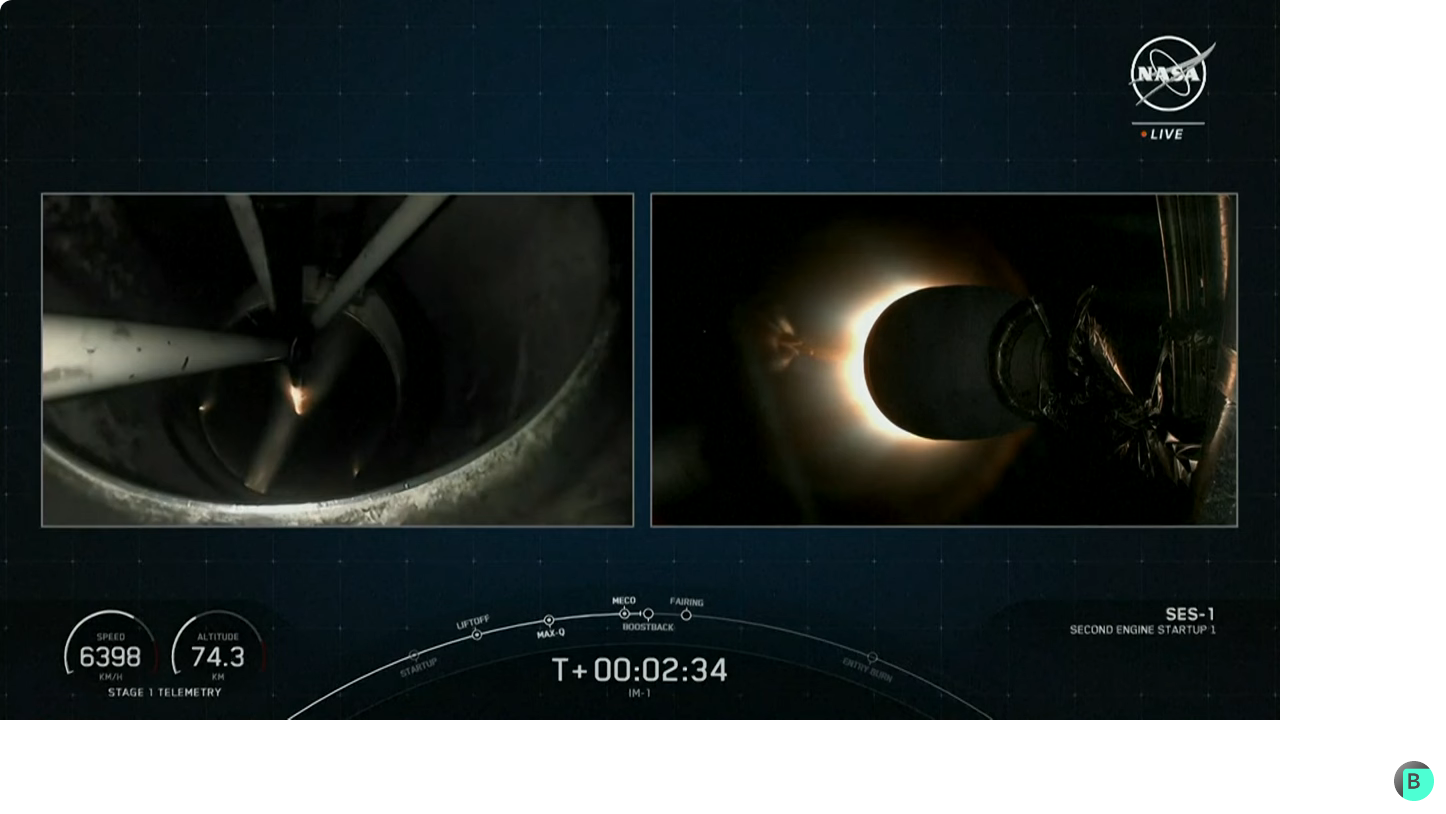 NASA
LIVE
SPEED
6398
KM/H
ALTITUDE
74.3
KM
STAGE 1 TELEMETRY
STARTUP
LIFTOFF
MAX-Q
MECO
BOOSTBACK
FAIRING
ENTRY BURN
T+00:02:34
IM-1
SES-1
SECOND ENGINE STARTUP 1
B